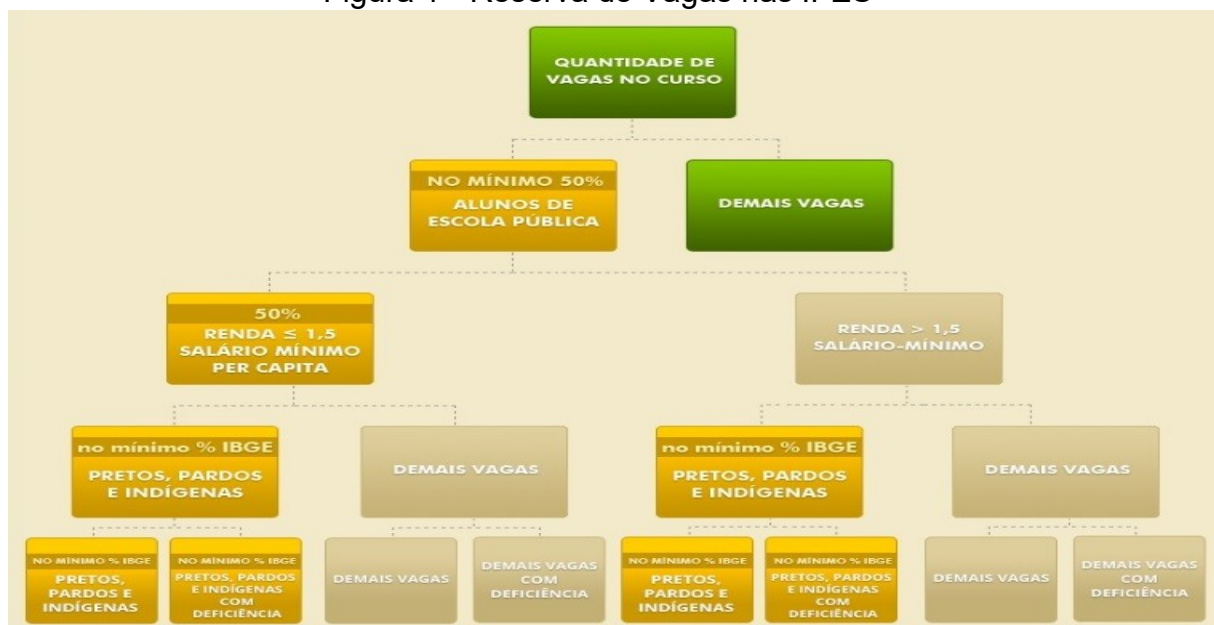 QUANTIDADE DE
VAGAS NO CURSO
NO MÍNIMO 50%
ALUNOS DE
ESCOLA PÚBLICA
DEMAIS VAGAS
50%
RENDA ≤ 1,5
SALÁRIO MÍNIMO
PER CAPITA
RENDA > 1,5
SALÁRIO-MÍNIMO
no mínimo % IBGE
PRETOS, PARDOS
E INDÍGENAS
DEMAIS VAGAS
no mínimo % IBGE
PRETOS, PARDOS
E INDÍGENAS
DEMAIS VAGAS
NO MÍNIMO % IBGE
PRETOS,
PARDOS E
INDÍGENAS
NO MÍNIMO % IBGE
PRETOS, PARDOS
E INDÍGENAS
COM
DEFICIÊNCIA
DEMAIS VAGAS
DEMAIS VAGAS
COM
DEFICIÊNCIA
NO MÍNIMO % IBGE
PRETOS,
PARDOS E
INDÍGENAS
NO MÍNIMO % IBGE
PRETOS, PARDOS
E INDÍGENAS
COM
DEFICIÊNCIA
DEMAIS VAGAS
DEMAIS VAGAS
COM
DEFICIÊNCIA